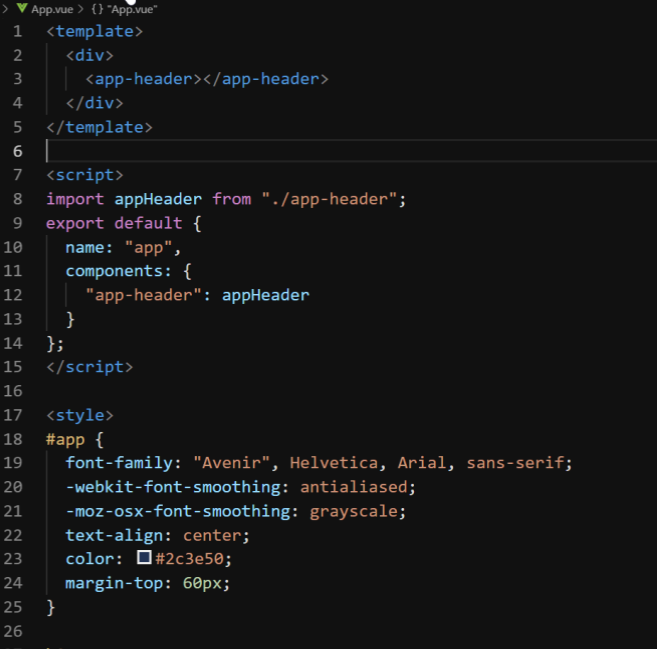 > App.vue > {} "App.vue"
1 <template>
2 <div>
3 <app-header></app-header>
4 </div>
5 </template>
6
7 <script>
8 import appHeader from "./app-header";
9 export default {
10 name: "app",
11 components: {
12 "app-header": appHeader
13 }
14 };
15 </script>
16
17 <style>
18 #app {
19 font-family: "Avenir", Helvetica, Arial, sans-serif;
20 -webkit-font-smoothing: antialiased;
21 -moz-osx-font-smoothing: grayscale;
22 text-align: center;
23 color: #2c3e50;
24 margin-top: 60px;
25 }
26